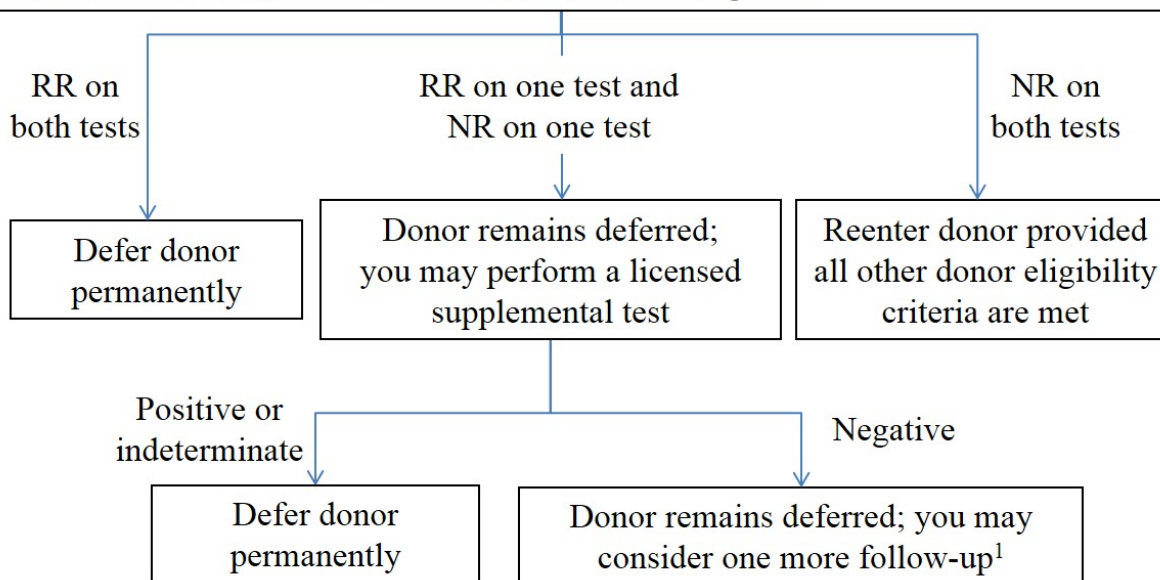 RR on
both tests
RR on one test and
NR on one test
NR on
both tests
Defer donor
permanently
Donor remains deferred;
you may perform a licensed
supplemental test
Reenter donor provided
all other donor eligibility
criteria are met
Positive or
indeterminate
Negative
Defer donor
permanently
Donor remains deferred; you may
consider one more follow-up¹